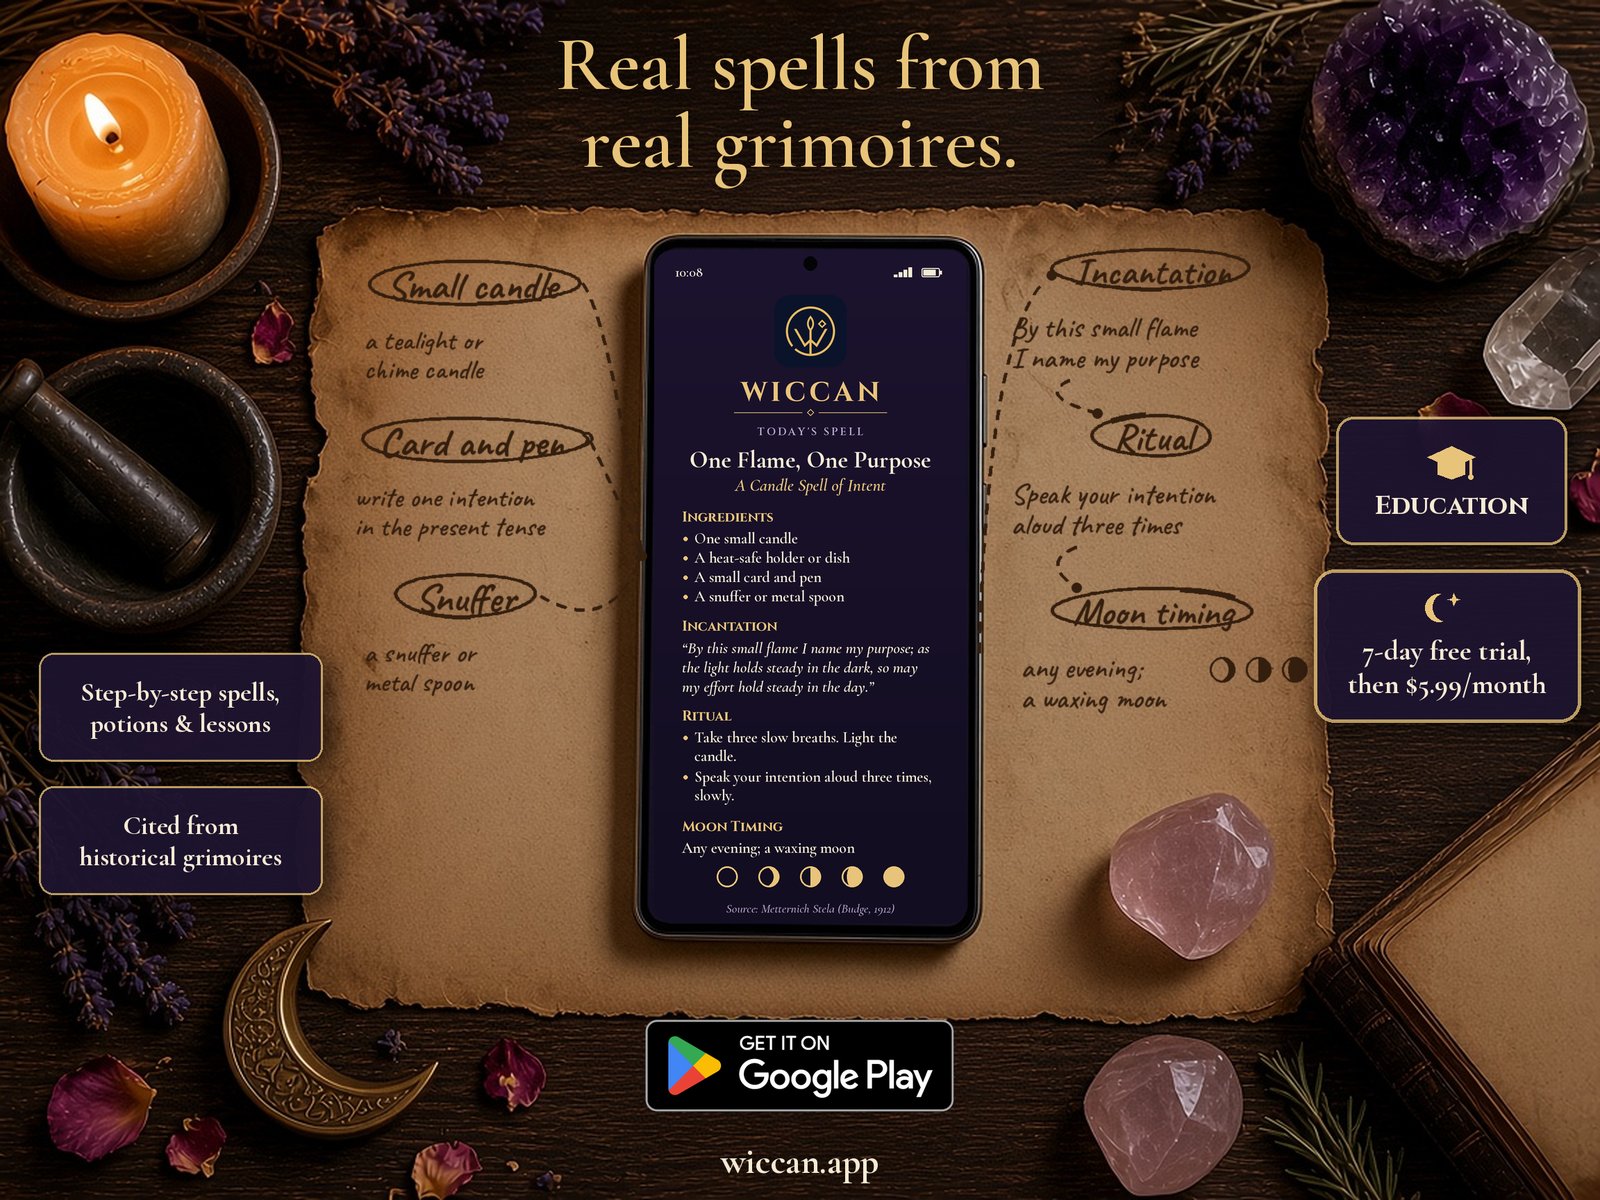 Real spells from
real grimoires.
Small candle
a tealight or
chime candle
Card and pen
write one intention
in the present tense
Snuffer
a snuffer or
metal spoon
Step-by-step spells,
potions & lessons
Cited from
historical grimoires
10:08
WICCAN
TODAY'S SPELL
One Flame, One Purpose
A Candle Spell of Intent
INGREDIENTS
• One small candle
• A heat-safe holder or dish
• A small card and pen
• A snuffer or metal spoon
INCANTATION
“By this small flame I name my purpose; as
the light holds steady in the dark, so may
my effort hold steady in the day.”
RITUAL
• Take three slow breaths. Light the
candle.
• Speak your intention aloud three times,
slowly.
MOON TIMING
Any evening; a waxing moon
Source: Metternich Stela (Budge, 1912)
Incantation
By this small flame
I name my purpose
Ritual
Speak your intention
aloud three times
Moon timing
any evening;
a waxing moon
EDUCATION
7-day free trial,
then $5.99/month
GET IT ON
Google Play
wiccan.app